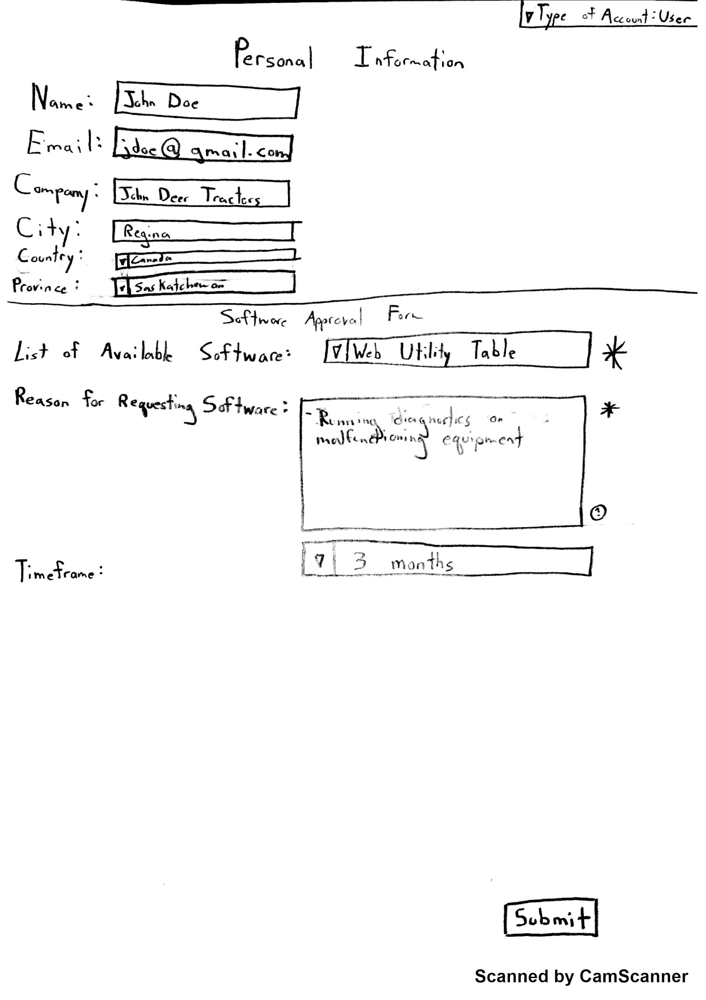 Type of Account: User
Personal Information
Name: John Doe
Email: jdoe@gmail.com
Company: John Deer Tractors
City: Regina
Country: Canada
Province: Saskatchewan
Software Approval Form
List of Available Software: Web Utility Table *
Reason for Requesting Software: *
- Running diagnostics on
malfunctioning equipment
?
Timeframe: 3 months
Submit
Scanned by CamScanner